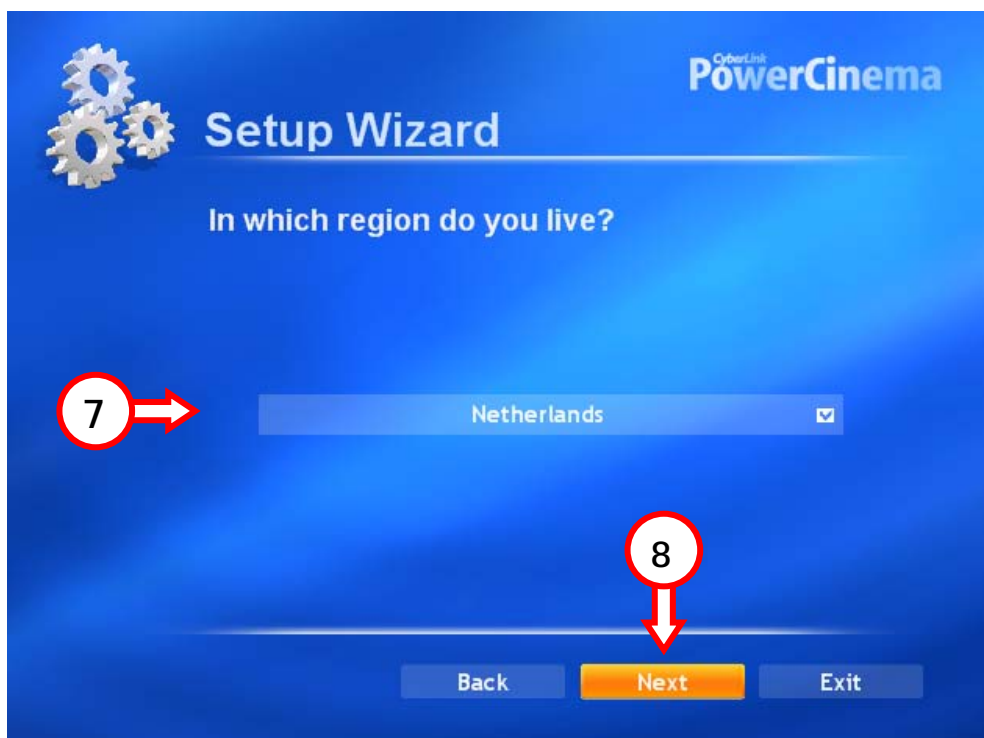 CyberLink
PowerCinema
Setup Wizard
In which region do you live?
7
Netherlands
8
Back Next Exit